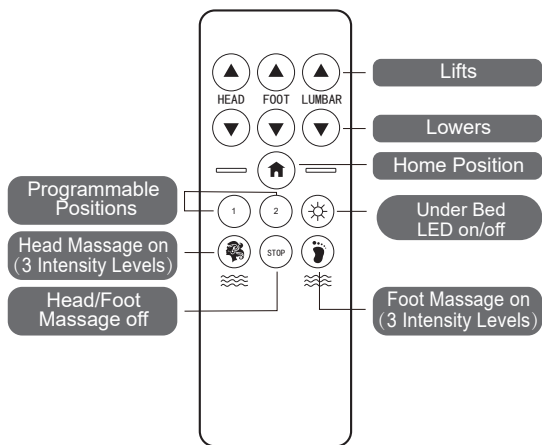 Lifts
HEAD FOOT LUMBAR
Lowers
Home Position
Programmable
Positions
1 2
Under Bed
LED on/off
Head Massage on
(3 Intensity Levels)
STOP
Head/Foot
Massage off
Foot Massage on
(3 Intensity Levels)